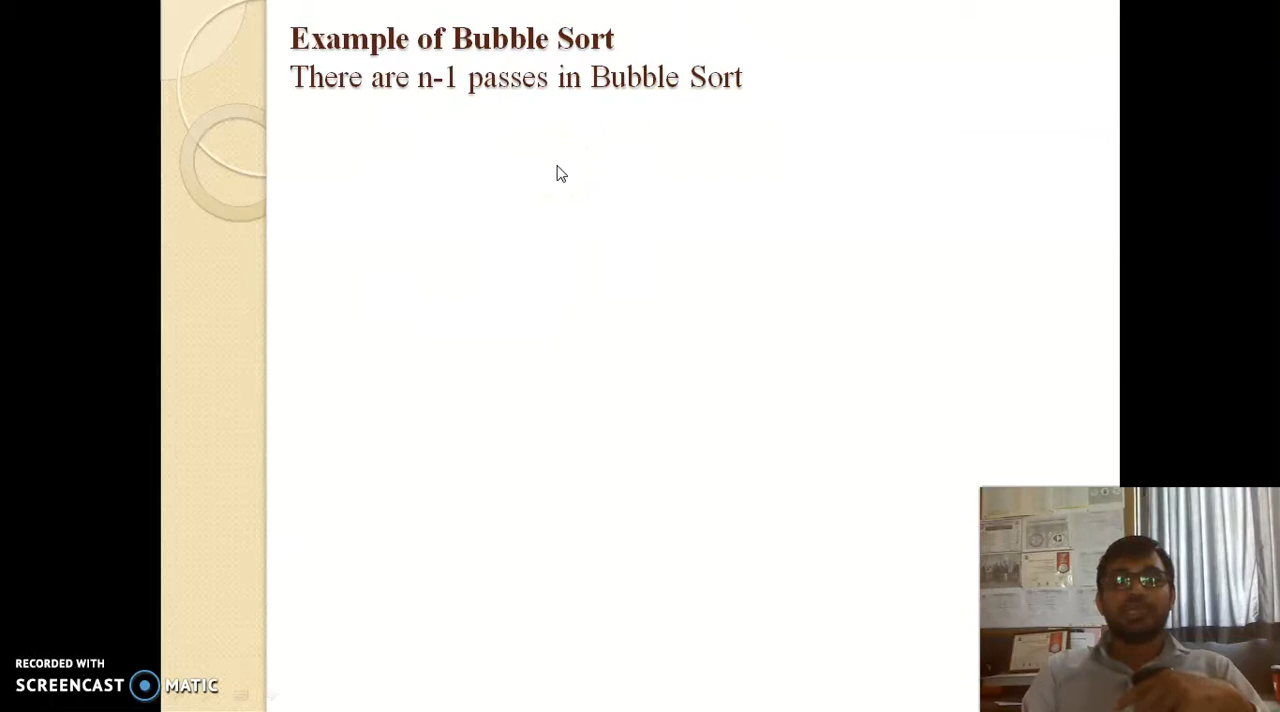 Example of Bubble Sort
There are n-1 passes in Bubble Sort
RECORDED WITH
SCREENCAST MATIC